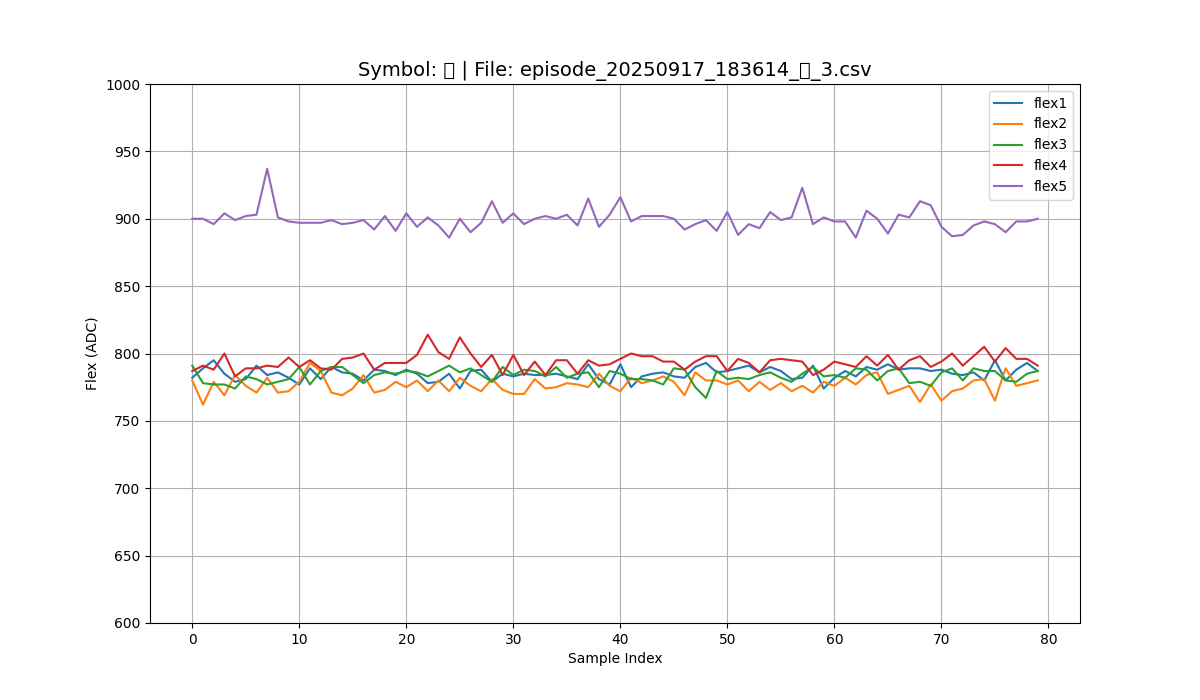 Symbol: ▯ | File: episode_20250917_183614_▯_3.csv
1000
950
900
850
800
750
700
650
600
Flex (ADC)
flex1
flex2
flex3
flex4
flex5
0 10 20 30 40 50 60 70 80
Sample Index